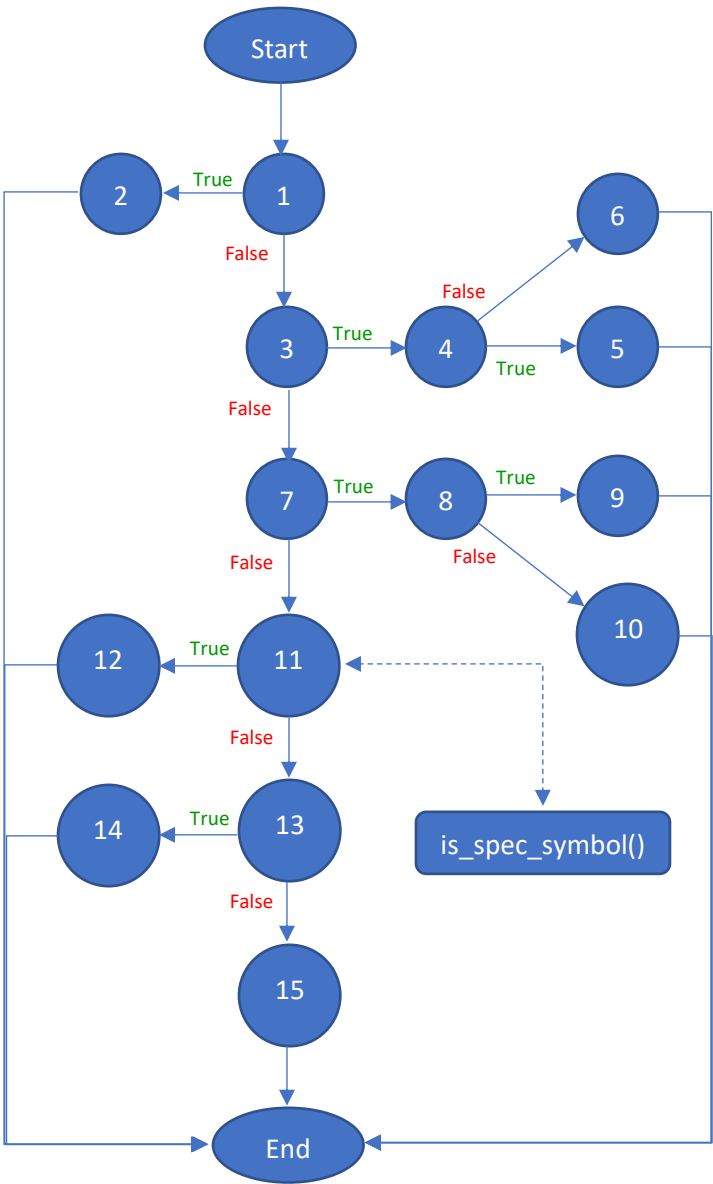 Start
2
True
1
6
False
False
3
True
4
5
True
False
7
True
8
True
9
False
False
10
12
True
11
False
14
True
13
is_spec_symbol()
False
15
End